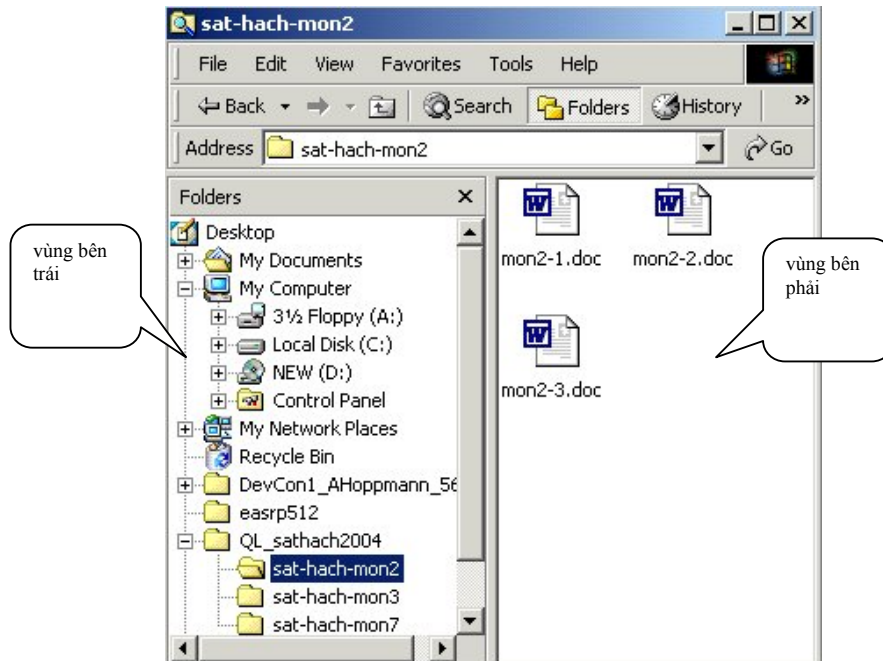 sat-hach-mon2
File Edit View Favorites Tools Help
Back Search Folders History »
Address sat-hach-mon2 Go
Folders
Desktop
My Documents
My Computer
3½ Floppy (A:)
Local Disk (C:)
NEW (D:)
Control Panel
My Network Places
Recycle Bin
DevCon1_AHoppmann_56
easrp512
QL_sathach2004
sat-hach-mon2
sat-hach-mon3
sat-hach-mon7
mon2-1.doc mon2-2.doc
mon2-3.doc
vùng bên
trái
vùng bên
phải